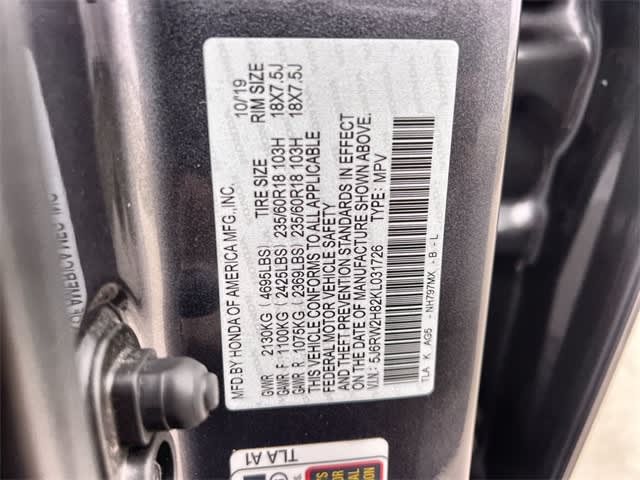 MFD.BY HONDA OF AMERICA MFG.,INC. 10/19
TIRE SIZE RIM SIZE
GVWR 2130KG (4695LBS)
GAWR F 1100KG (2425LBS) 235/60R18 103H 18X7.5J
GAWR R 1075KG (2369LBS) 235/60R18 103H 18X7.5J
THIS VEHICLE CONFORMS TO ALL APPLICABLE
FEDERAL MOTOR VEHICLE SAFETY
AND THEFT PREVENTION STANDARDS IN EFFECT
ON THE DATE OF MANUFACTURE SHOWN ABOVE.
V.I.N.: 5J8RW2H82KL031726 TYPE: MPV
TLA K AG5 - NH797MX - B - L
TLA A1